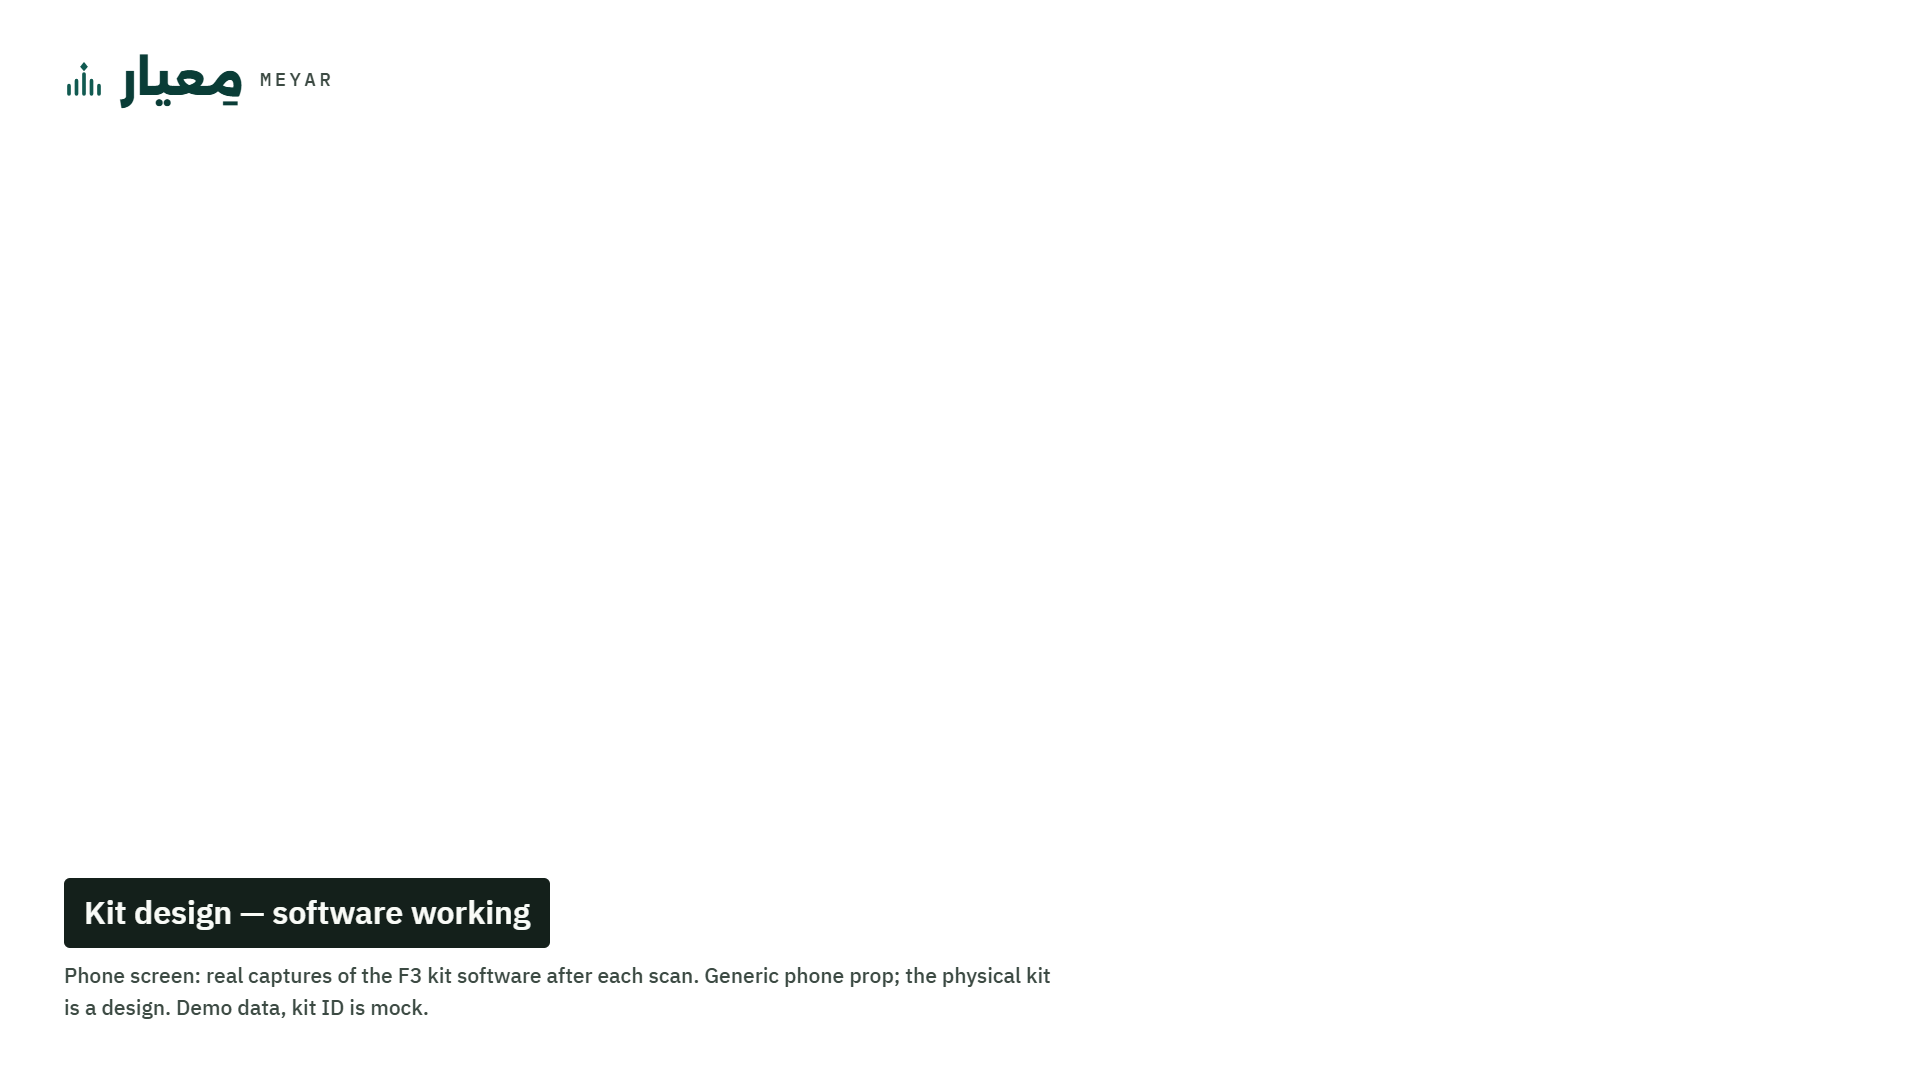 مِعيار MEYAR
Kit design — software working
Phone screen: real captures of the F3 kit software after each scan. Generic phone prop; the physical kit
is a design. Demo data, kit ID is mock.